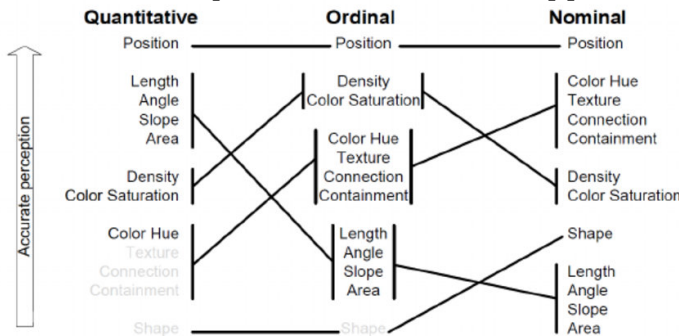 Quantitative
Ordinal
Nominal
Accurate perception
Position
Length
Angle
Slope
Area
Density
Color Saturation
Color Hue
Texture
Connection
Containment
Shape
Position
Density
Color Saturation
Color Hue
Texture
Connection
Containment
Length
Angle
Slope
Area
Shape
Position
Color Hue
Texture
Connection
Containment
Density
Color Saturation
Shape
Length
Angle
Slope
Area